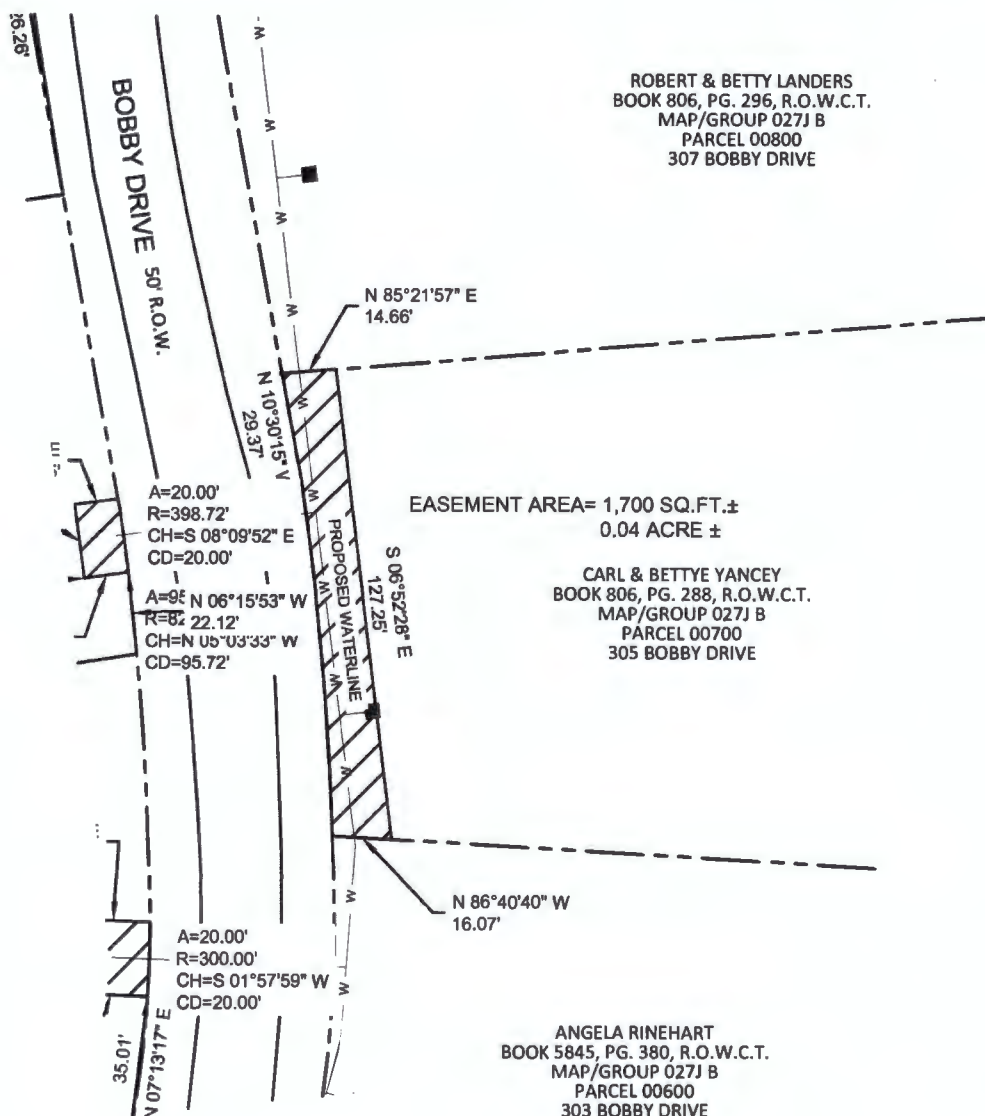 ROBERT & BETTY LANDERS
BOOK 806, PG. 296, R.O.W.C.T.
MAP/GROUP 027J B
PARCEL 00800
307 BOBBY DRIVE
BOBBY DRIVE 50' R.O.W.
N 85°21'57" E
14.66'
N 10°30'15"
29.37'
A=20.00'
R=398.72'
CH=S 08°09'52" E
CD=20.00'
EASEMENT AREA= 1,700 SQ.FT.±
0.04 ACRE ±
PROPOSED WATERLINE
S 06°52'28" E
127.25'
CARL & BETTYE YANCEY
BOOK 806, PG. 288, R.O.W.C.T.
MAP/GROUP 027J B
PARCEL 00700
305 BOBBY DRIVE
N 06°15'53" W
22.12'
CH=N 05°03'33" W
CD=95.72'
N 86°40'40" W
16.07'
A=20.00'
R=300.00'
CH=S 01°57'59" W
CD=20.00'
35.01'
N 07°13'17" E
ANGELA RINEHART
BOOK 5845, PG. 380, R.O.W.C.T.
MAP/GROUP 027J B
PARCEL 00600
303 BOBBY DRIVE
W
W
W
W
W
W
W
W
W
W
W
W